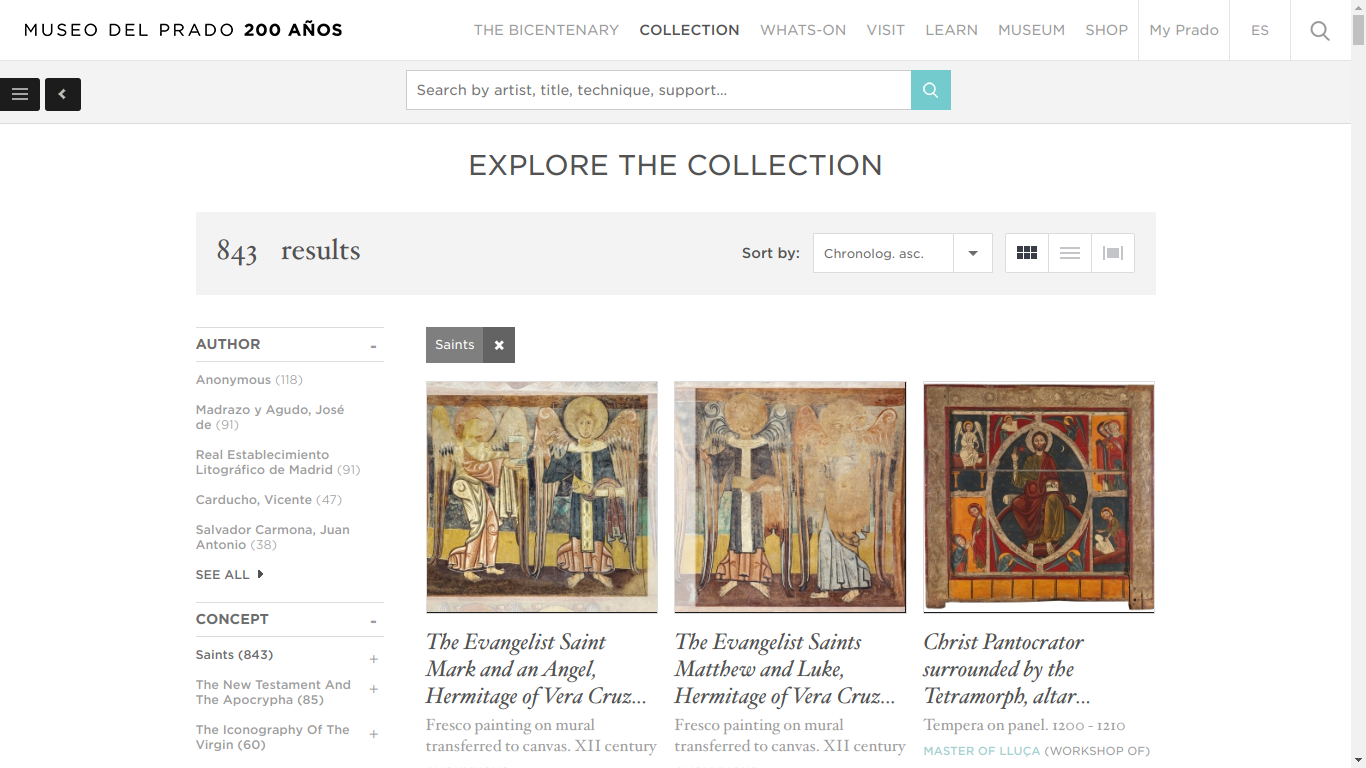 MUSEO DEL PRADO 200 AÑOS
THE BICENTENARY COLLECTION WHATS-ON VISIT LEARN MUSEUM SHOP My Prado ES
Search by artist, title, technique, support...
EXPLORE THE COLLECTION
843 results
Sort by: Chronolog. asc.
AUTHOR -
Anonymous (118)
Madrazo y Agudo, José
de (91)
Real Establecimiento
Litográfico de Madrid (91)
Carducho, Vicente (47)
Salvador Carmona, Juan
Antonio (38)
SEE ALL
CONCEPT -
Saints (843) +
The New Testament And
The Apocrypha (85) +
The Iconography Of The
Virgin (60) +
Saints
The Evangelist Saint
Mark and an Angel,
Hermitage of Vera Cruz...
Fresco painting on mural
transferred to canvas. XII century
The Evangelist Saints
Matthew and Luke,
Hermitage of Vera Cruz...
Fresco painting on mural
transferred to canvas. XII century
Christ Pantocrator
surrounded by the
Tetramorph, altar...
Tempera on panel. 1200 - 1210
MASTER OF LLUÇA (WORKSHOP OF)